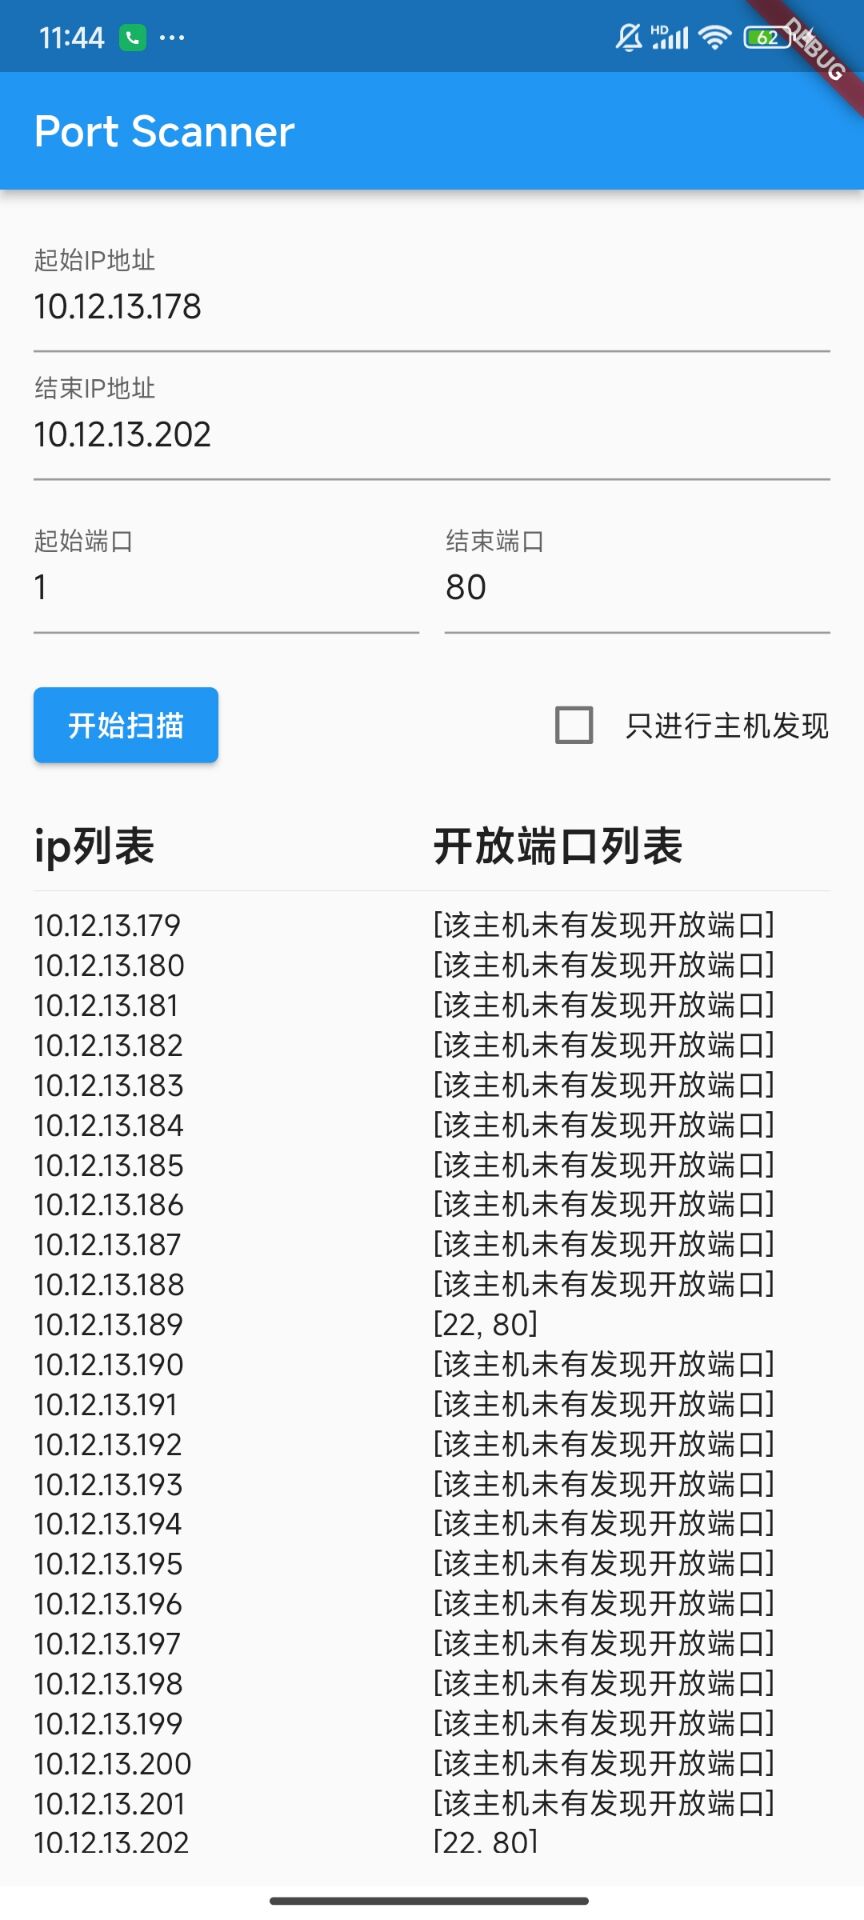 11:44
HD
62
DEBUG
Port Scanner
起始IP地址
10.12.13.178
结束IP地址
10.12.13.202
起始端口 结束端口
1 80
开始扫描 只进行主机发现
ip列表 开放端口列表
10.12.13.179 [该主机未有发现开放端口]
10.12.13.180 [该主机未有发现开放端口]
10.12.13.181 [该主机未有发现开放端口]
10.12.13.182 [该主机未有发现开放端口]
10.12.13.183 [该主机未有发现开放端口]
10.12.13.184 [该主机未有发现开放端口]
10.12.13.185 [该主机未有发现开放端口]
10.12.13.186 [该主机未有发现开放端口]
10.12.13.187 [该主机未有发现开放端口]
10.12.13.188 [该主机未有发现开放端口]
10.12.13.189 [22, 80]
10.12.13.190 [该主机未有发现开放端口]
10.12.13.191 [该主机未有发现开放端口]
10.12.13.192 [该主机未有发现开放端口]
10.12.13.193 [该主机未有发现开放端口]
10.12.13.194 [该主机未有发现开放端口]
10.12.13.195 [该主机未有发现开放端口]
10.12.13.196 [该主机未有发现开放端口]
10.12.13.197 [该主机未有发现开放端口]
10.12.13.198 [该主机未有发现开放端口]
10.12.13.199 [该主机未有发现开放端口]
10.12.13.200 [该主机未有发现开放端口]
10.12.13.201 [该主机未有发现开放端口]
10.12.13.202 [22, 80]